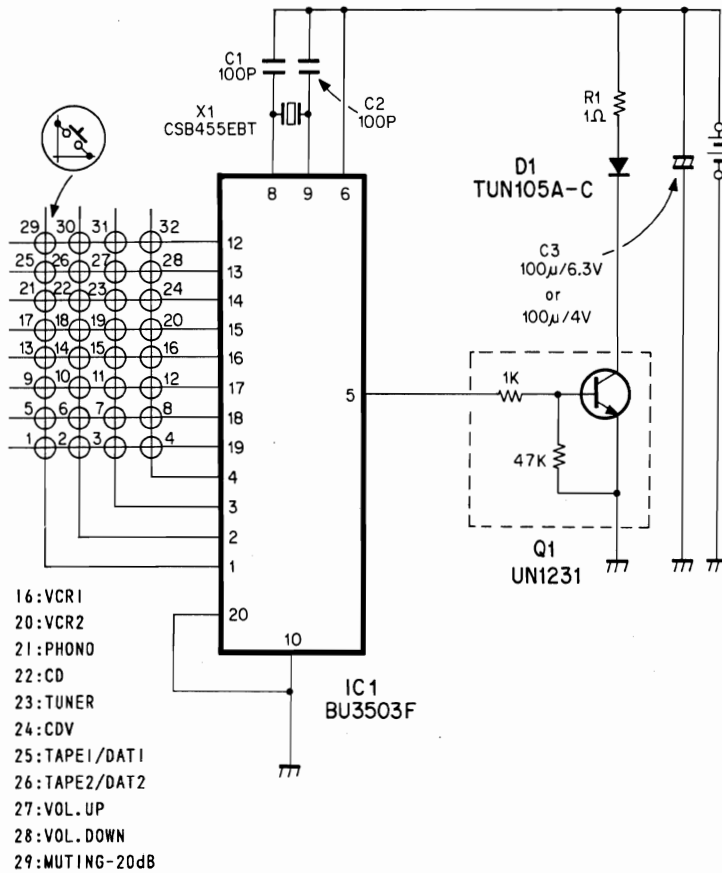 C1
100P
C2
100P
X1
CSB455EBT
R1
1Ω
D1
TUN105A-C
C3
100μ/6.3V
or
100μ/4V
8 9 6
29 30 31 32 12
25 26 27 28 13
21 22 23 24 14
17 18 19 20 15
13 14 15 16 16
9 10 11 12 17
5 6 7 8 18
1 2 3 4 19
4
3
2
1
20
10
5
1K
47K
Q1
UN1231
IC1
BU3503F
16:VCR1
20:VCR2
21:PHONO
22:CD
23:TUNER
24:CDV
25:TAPE1/DAT1
26:TAPE2/DAT2
27:VOL.UP
28:VOL.DOWN
29:MUTING-20dB